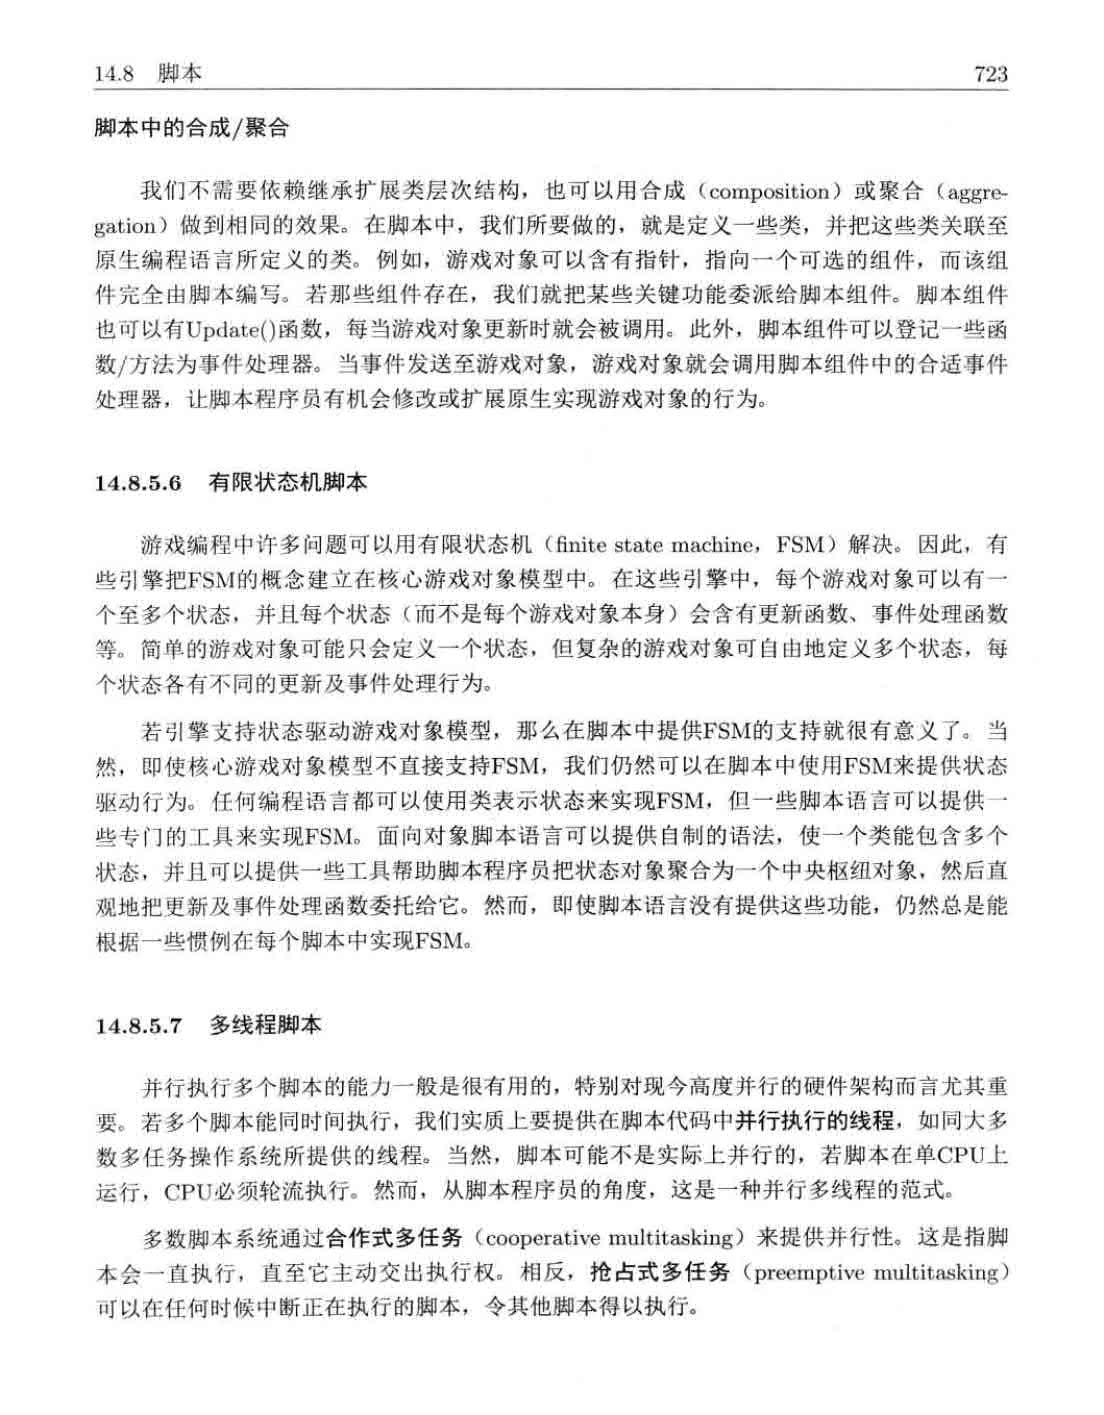 14.8 脚本 723
脚本中的合成/聚合
我们不需要依赖继承扩展类层次结构，也可以用合成（composition）或聚合（aggre-
gation）做到相同的效果。在脚本中，我们所要做的，就是定义一些类，并把这些类关联至
原生编程语言所定义的类。例如，游戏对象可以含有指针，指向一个可选的组件，而该组
件完全由脚本编写。若那些组件存在，我们就把某些关键功能委派给脚本组件。脚本组件
也可以有Update()函数，每当游戏对象更新时就会被调用。此外，脚本组件可以登记一些函
数/方法为事件处理器。当事件发送至游戏对象，游戏对象就会调用脚本组件中的合适事件
处理器，让脚本程序员有机会修改或扩展原生实现游戏对象的行为。
14.8.5.6 有限状态机脚本
游戏编程中许多问题可以用有限状态机（finite state machine，FSM）解决。因此，有
些引擎把FSM的概念建立在核心游戏对象模型中。在这些引擎中，每个游戏对象可以有一
个至多个状态，并且每个状态（而不是每个游戏对象本身）会含有更新函数、事件处理函数
等。简单的游戏对象可能只会定义一个状态，但复杂的游戏对象可自由地定义多个状态，每
个状态各有不同的更新及事件处理行为。
若引擎支持状态驱动游戏对象模型，那么在脚本中提供FSM的支持就很有意义了。当
然，即使核心游戏对象模型不直接支持FSM，我们仍然可以在脚本中使用FSM来提供状态
驱动行为。任何编程语言都可以使用类表示状态来实现FSM，但一些脚本语言可以提供一
些专门的工具来实现FSM。面向对象脚本语言可以提供自制的语法，使一个类能包含多个
状态，并且可以提供一些工具帮助脚本程序员把状态对象聚合为一个中央枢纽对象，然后直
观地把更新及事件处理函数委托给它。然而，即使脚本语言没有提供这些功能，仍然总是能
根据一些惯例在每个脚本中实现FSM。
14.8.5.7 多线程脚本
并行执行多个脚本的能力一般是很有用的，特别对现今高度并行的硬件架构而言尤其重
要。若多个脚本能同时间执行，我们实质上要提供在脚本代码中并行执行的线程，如同大多
数多任务操作系统所提供的线程。当然，脚本可能不是实际上并行的，若脚本在单CPU上
运行，CPU必须轮流执行。然而，从脚本程序员的角度，这是一种并行多线程的范式。
多数脚本系统通过合作式多任务（cooperative multitasking）来提供并行性。这是指脚
本会一直执行，直至它主动交出执行权。相反，抢占式多任务（preemptive multitasking）
可以在任何时候中断正在执行的脚本，令其他脚本得以执行。